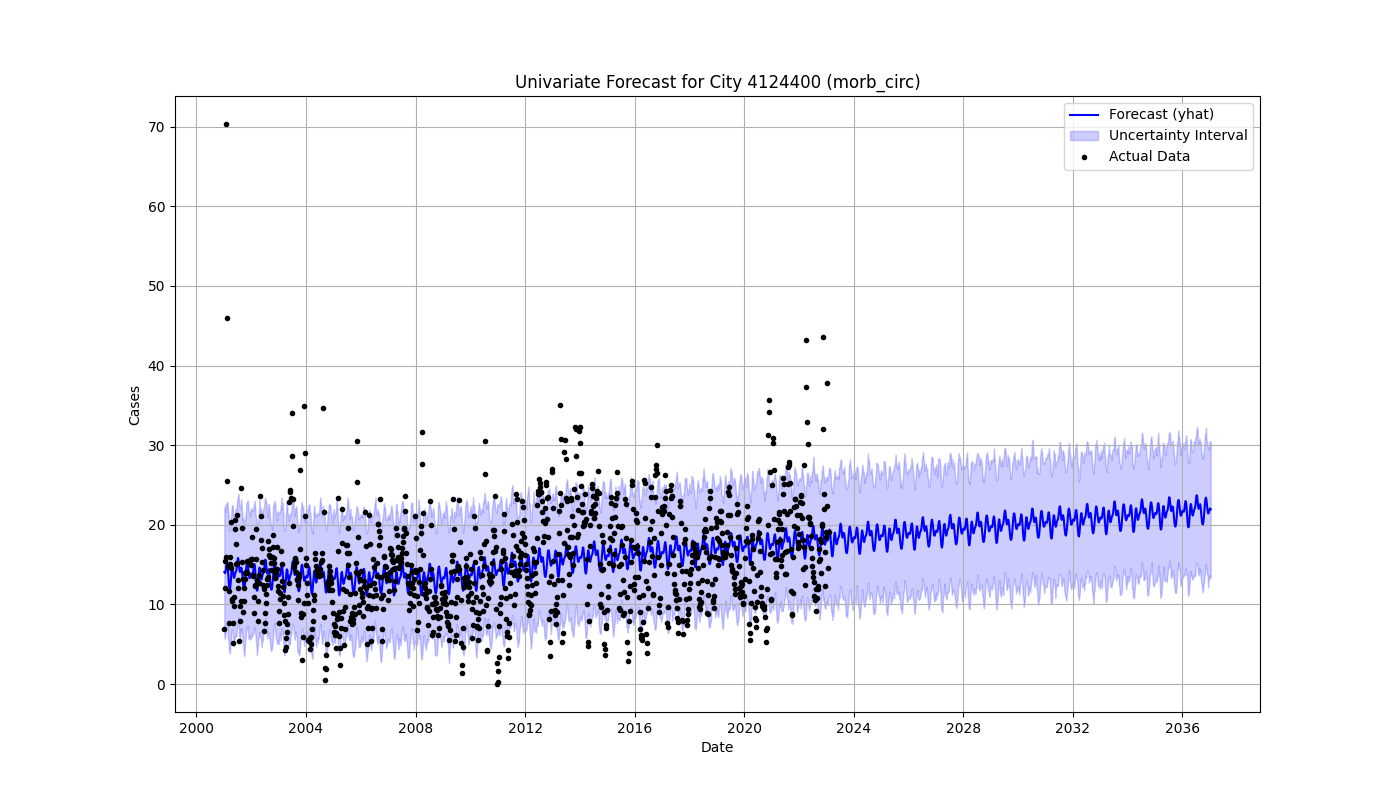 Univariate Forecast for City 4124400 (morb_circ)
Forecast (yhat)
Uncertainty Interval
Actual Data
Cases
70
60
50
40
30
20
10
0
2000 2004 2008 2012 2016 2020 2024 2028 2032 2036
Date